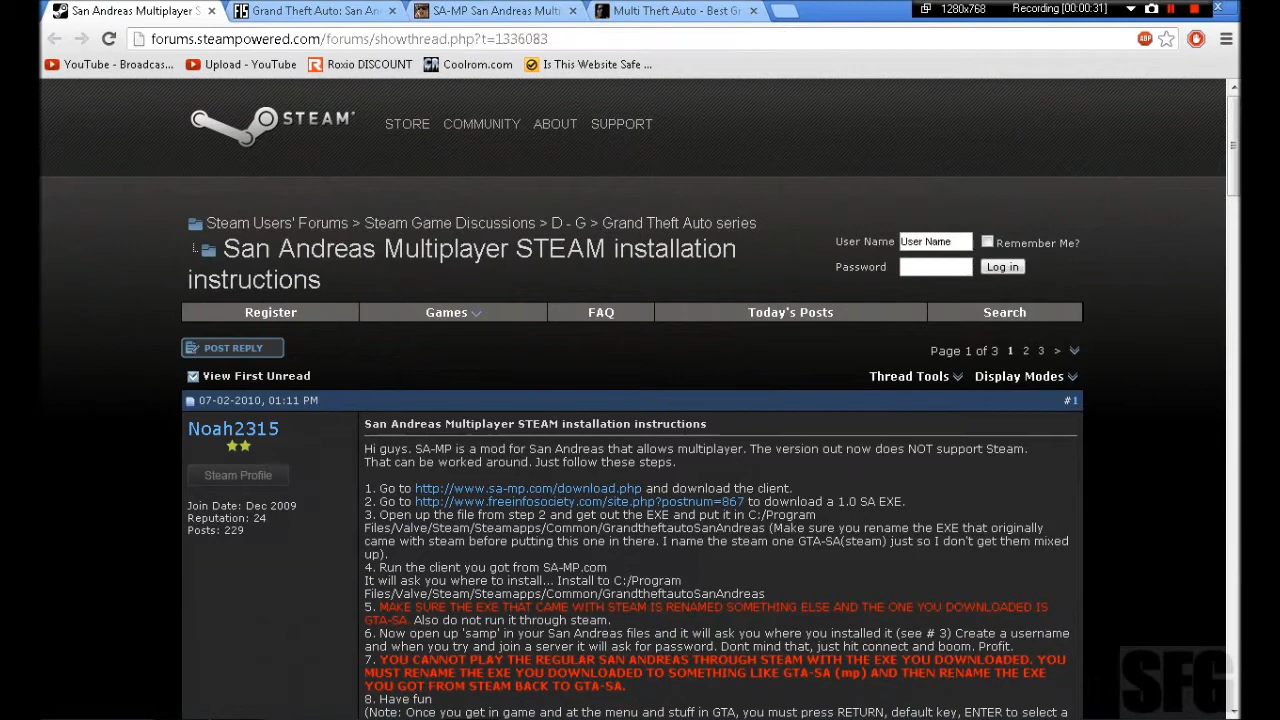 San Andreas Multiplayer S
Grand Theft Auto: San An
SA-MP San Andreas Multi
Multi Theft Auto - Best Gr
1280x768
Recording [00:00:31]
forums.steampowered.com/forums/showthread.php?t=1336083
ABP
YouTube - Broadcas...
Upload - YouTube
Roxio DISCOUNT
Coolrom.com
Is This Website Safe ...
STEAM
STORE COMMUNITY ABOUT SUPPORT
Steam Users' Forums > Steam Game Discussions > D - G > Grand Theft Auto series
San Andreas Multiplayer STEAM installation
instructions
User Name User Name Remember Me?
Password Log in
Register Games FAQ Today's Posts Search
POST REPLY
Page 1 of 3 1 2 3 >
View First Unread
Thread Tools Display Modes
07-02-2010, 01:11 PM #1
Noah2315
Steam Profile
Join Date: Dec 2009
Reputation: 24
Posts: 229
San Andreas Multiplayer STEAM installation instructions
Hi guys. SA-MP is a mod for San Andreas that allows multiplayer. The version out now does NOT support Steam.
That can be worked around. Just follow these steps.
1. Go to http://www.sa-mp.com/download.php and download the client.
2. Go to http://www.freeinfosociety.com/site.php?postnum=867 to download a 1.0 SA EXE.
3. Open up the file from step 2 and get out the EXE and put it in C:/Program
Files/Valve/Steam/Steamapps/Common/GrandtheftautoSanAndreas (Make sure you rename the EXE that originally
came with steam before putting this one in there. I name the steam one GTA-SA(steam) just so I don't get them mixed
up).
4. Run the client you got from SA-MP.com
It will ask you where to install... Install to C:/Program
Files/Valve/Steam/Steamapps/Common/GrandtheftautoSanAndreas
5. MAKE SURE THE EXE THAT CAME WITH STEAM IS RENAMED SOMETHING ELSE AND THE ONE YOU DOWNLOADED IS
GTA-SA. Also do not run it through steam.
6. Now open up 'samp' in your San Andreas files and it will ask you where you installed it (see # 3) Create a username
and when you try and join a server it will ask for password. Dont mind that, just hit connect and boom. Profit.
7. YOU CANNOT PLAY THE REGULAR SAN ANDREAS THROUGH STEAM WITH THE EXE YOU DOWNLOADED. YOU
MUST RENAME THE EXE YOU DOWNLOADED TO SOMETHING LIKE GTA-SA (mp) AND THEN RENAME THE EXE
YOU GOT FROM STEAM BACK TO GTA-SA.
8. Have fun
(Note: Once you get in game and at the menu and stuff in GTA, you must press RETURN, default key, ENTER to select a
SFG